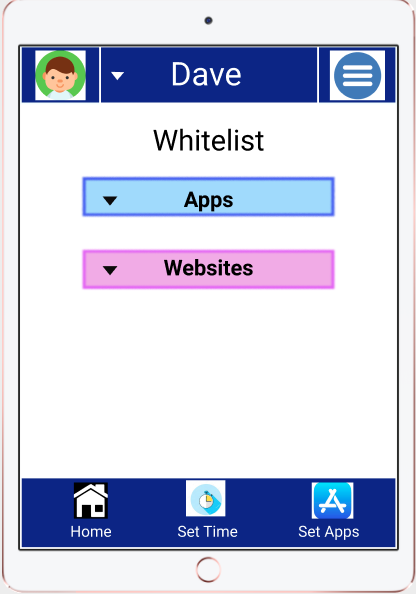 Dave
Whitelist
Apps
Websites
Home Set Time Set Apps